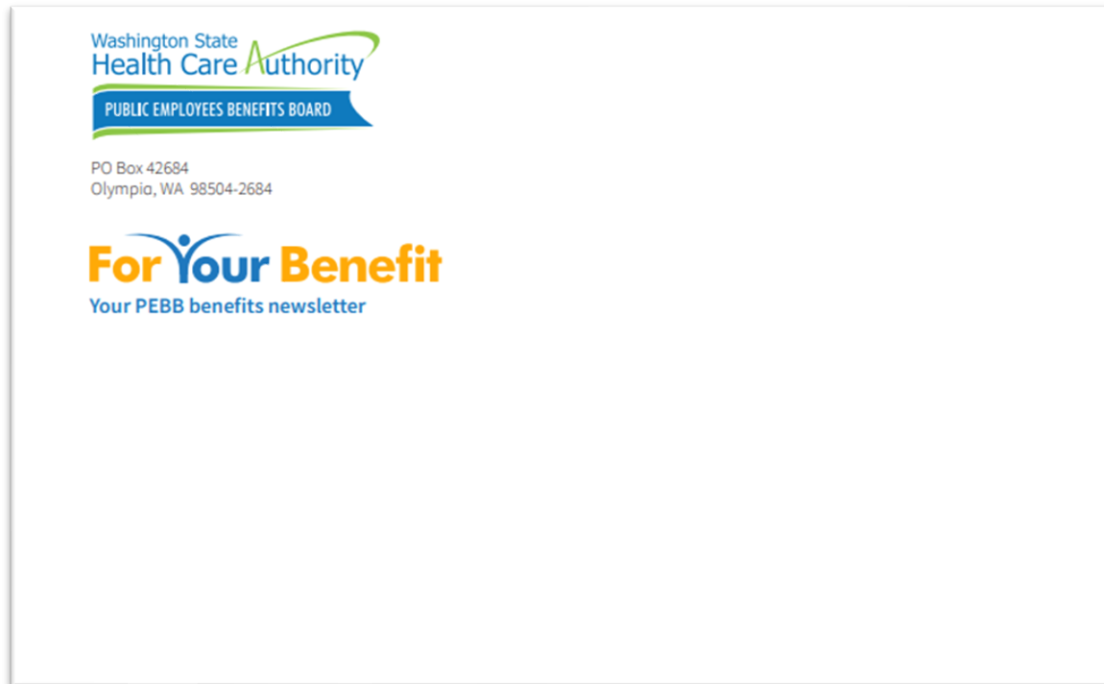 Washington State
Health Care Authority
PUBLIC EMPLOYEES BENEFITS BOARD
PO Box 42684
Olympia, WA 98504-2684
For Your Benefit
Your PEBB benefits newsletter